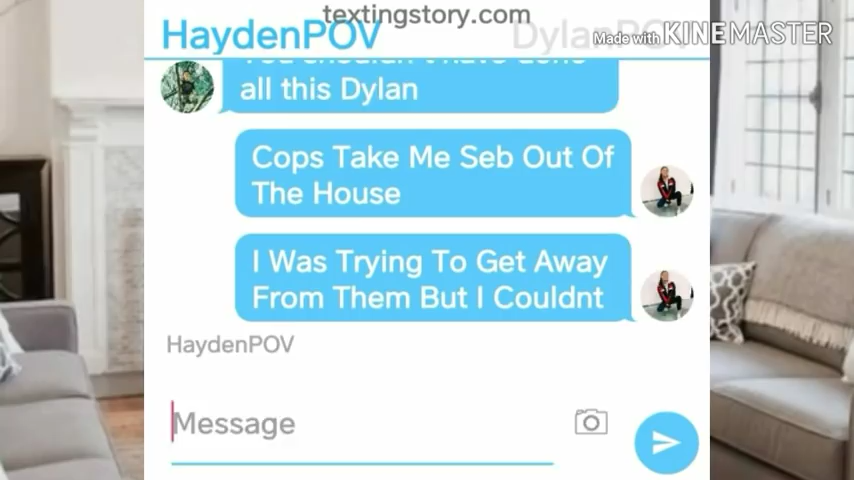 textingstory.com
HaydenPOV
DylanPOV
Made with KINEMASTER
all this Dylan
Cops Take Me Seb Out Of
The House
I Was Trying To Get Away
From Them But I Couldnt
HaydenPOV
Message